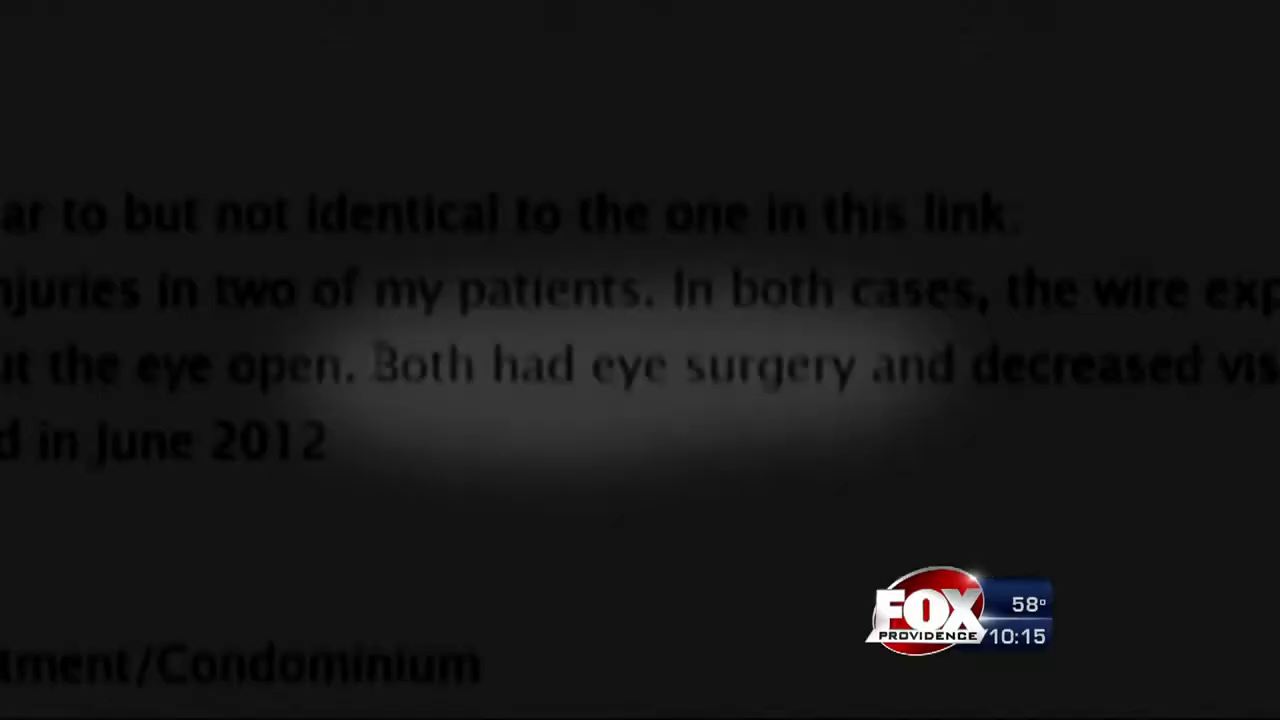 ar to but not identical to the one in this link.
njuries in two of my patients. In both cases, the wire exp
ut the eye open. Both had eye surgery and decreased vis
d in June 2012
tment/Condominium
FOX
PROVIDENCE
58°
10:15